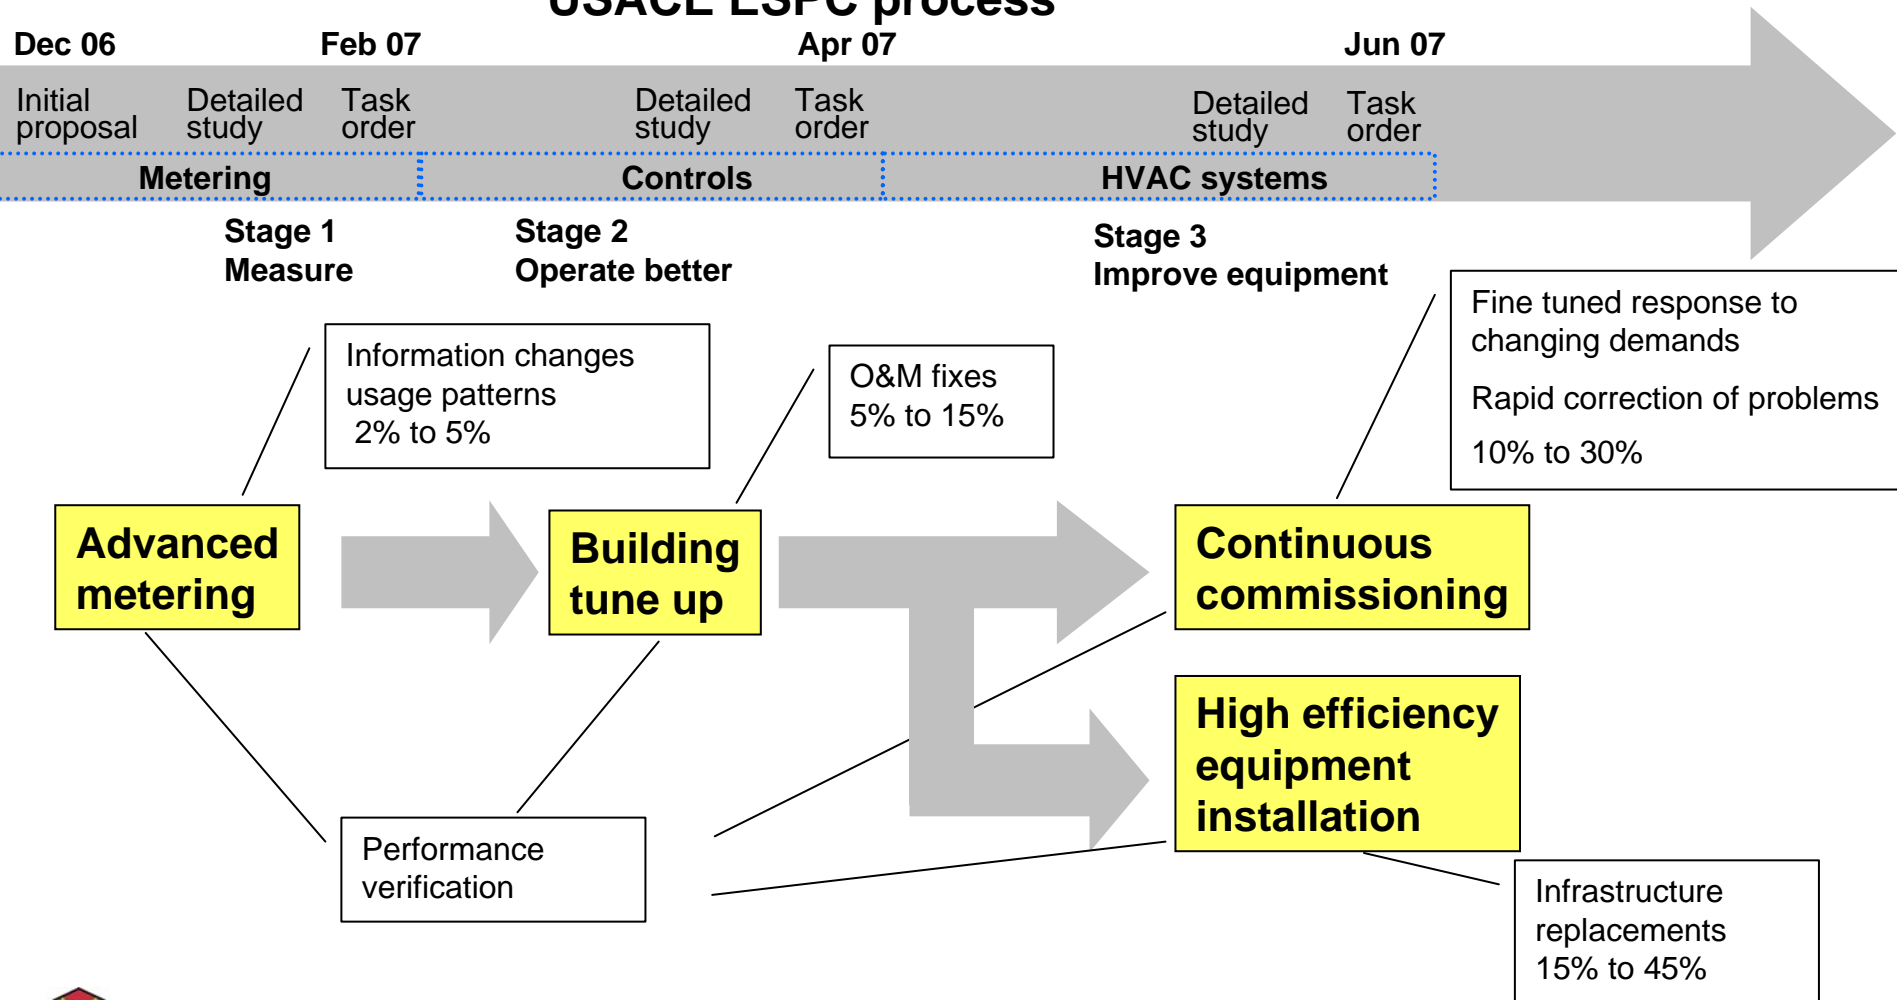 USACE ESPC process
Dec 06
Feb 07
Apr 07
Jun 07
Initial
proposal
Detailed
study
Task
order
Detailed
study
Task
order
Detailed
study
Task
order
Metering
Controls
HVAC systems
Stage 1
Measure
Stage 2
Operate better
Stage 3
Improve equipment
Information changes
usage patterns
2% to 5%
O&M fixes
5% to 15%
Fine tuned response to
changing demands
Rapid correction of problems
10% to 30%
Advanced
metering
Building
tune up
Continuous
commissioning
High efficiency
equipment
installation
Performance
verification
Infrastructure
replacements
15% to 45%